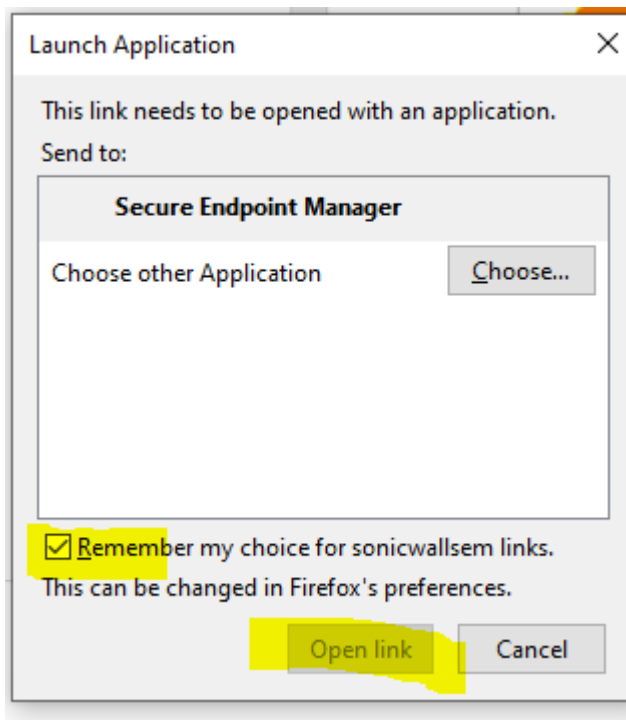 Launch Application
This link needs to be opened with an application.
Send to:
Secure Endpoint Manager
Choose other Application
Choose...
Remember my choice for sonicwallsem links.
This can be changed in Firefox's preferences.
Open link
Cancel